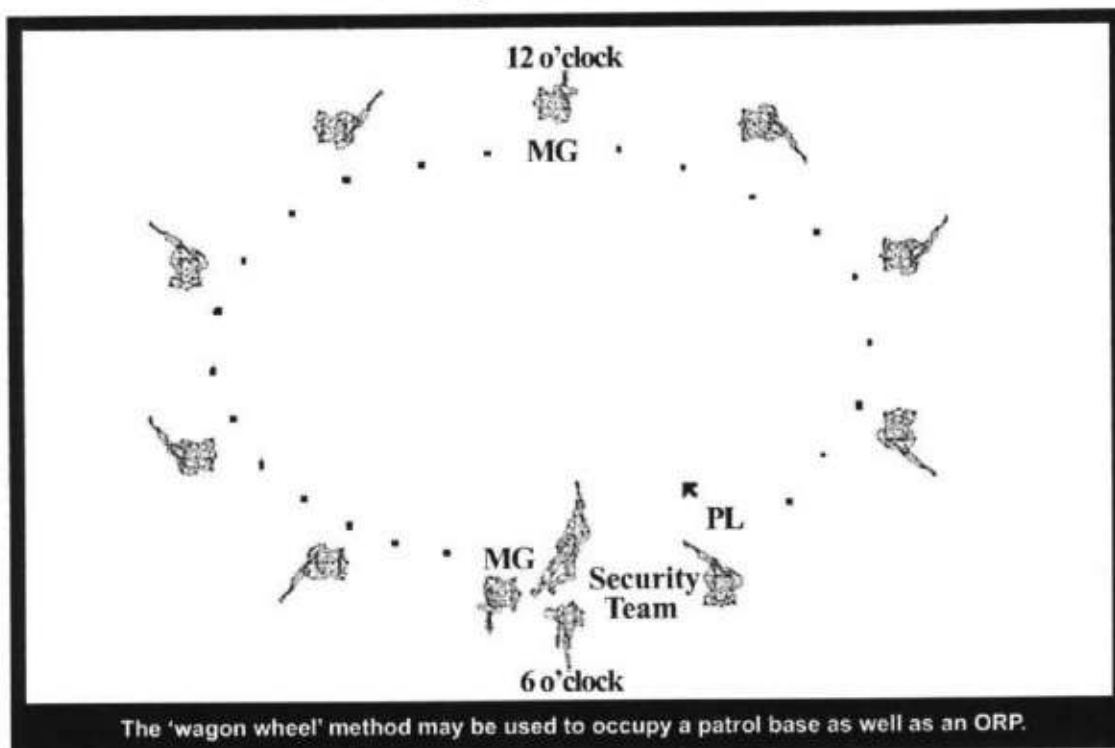 12 o'clock
MG
PL
MG
Security
Team
6 o'clock
The 'wagon wheel' method may be used to occupy a patrol base as well as an ORP.